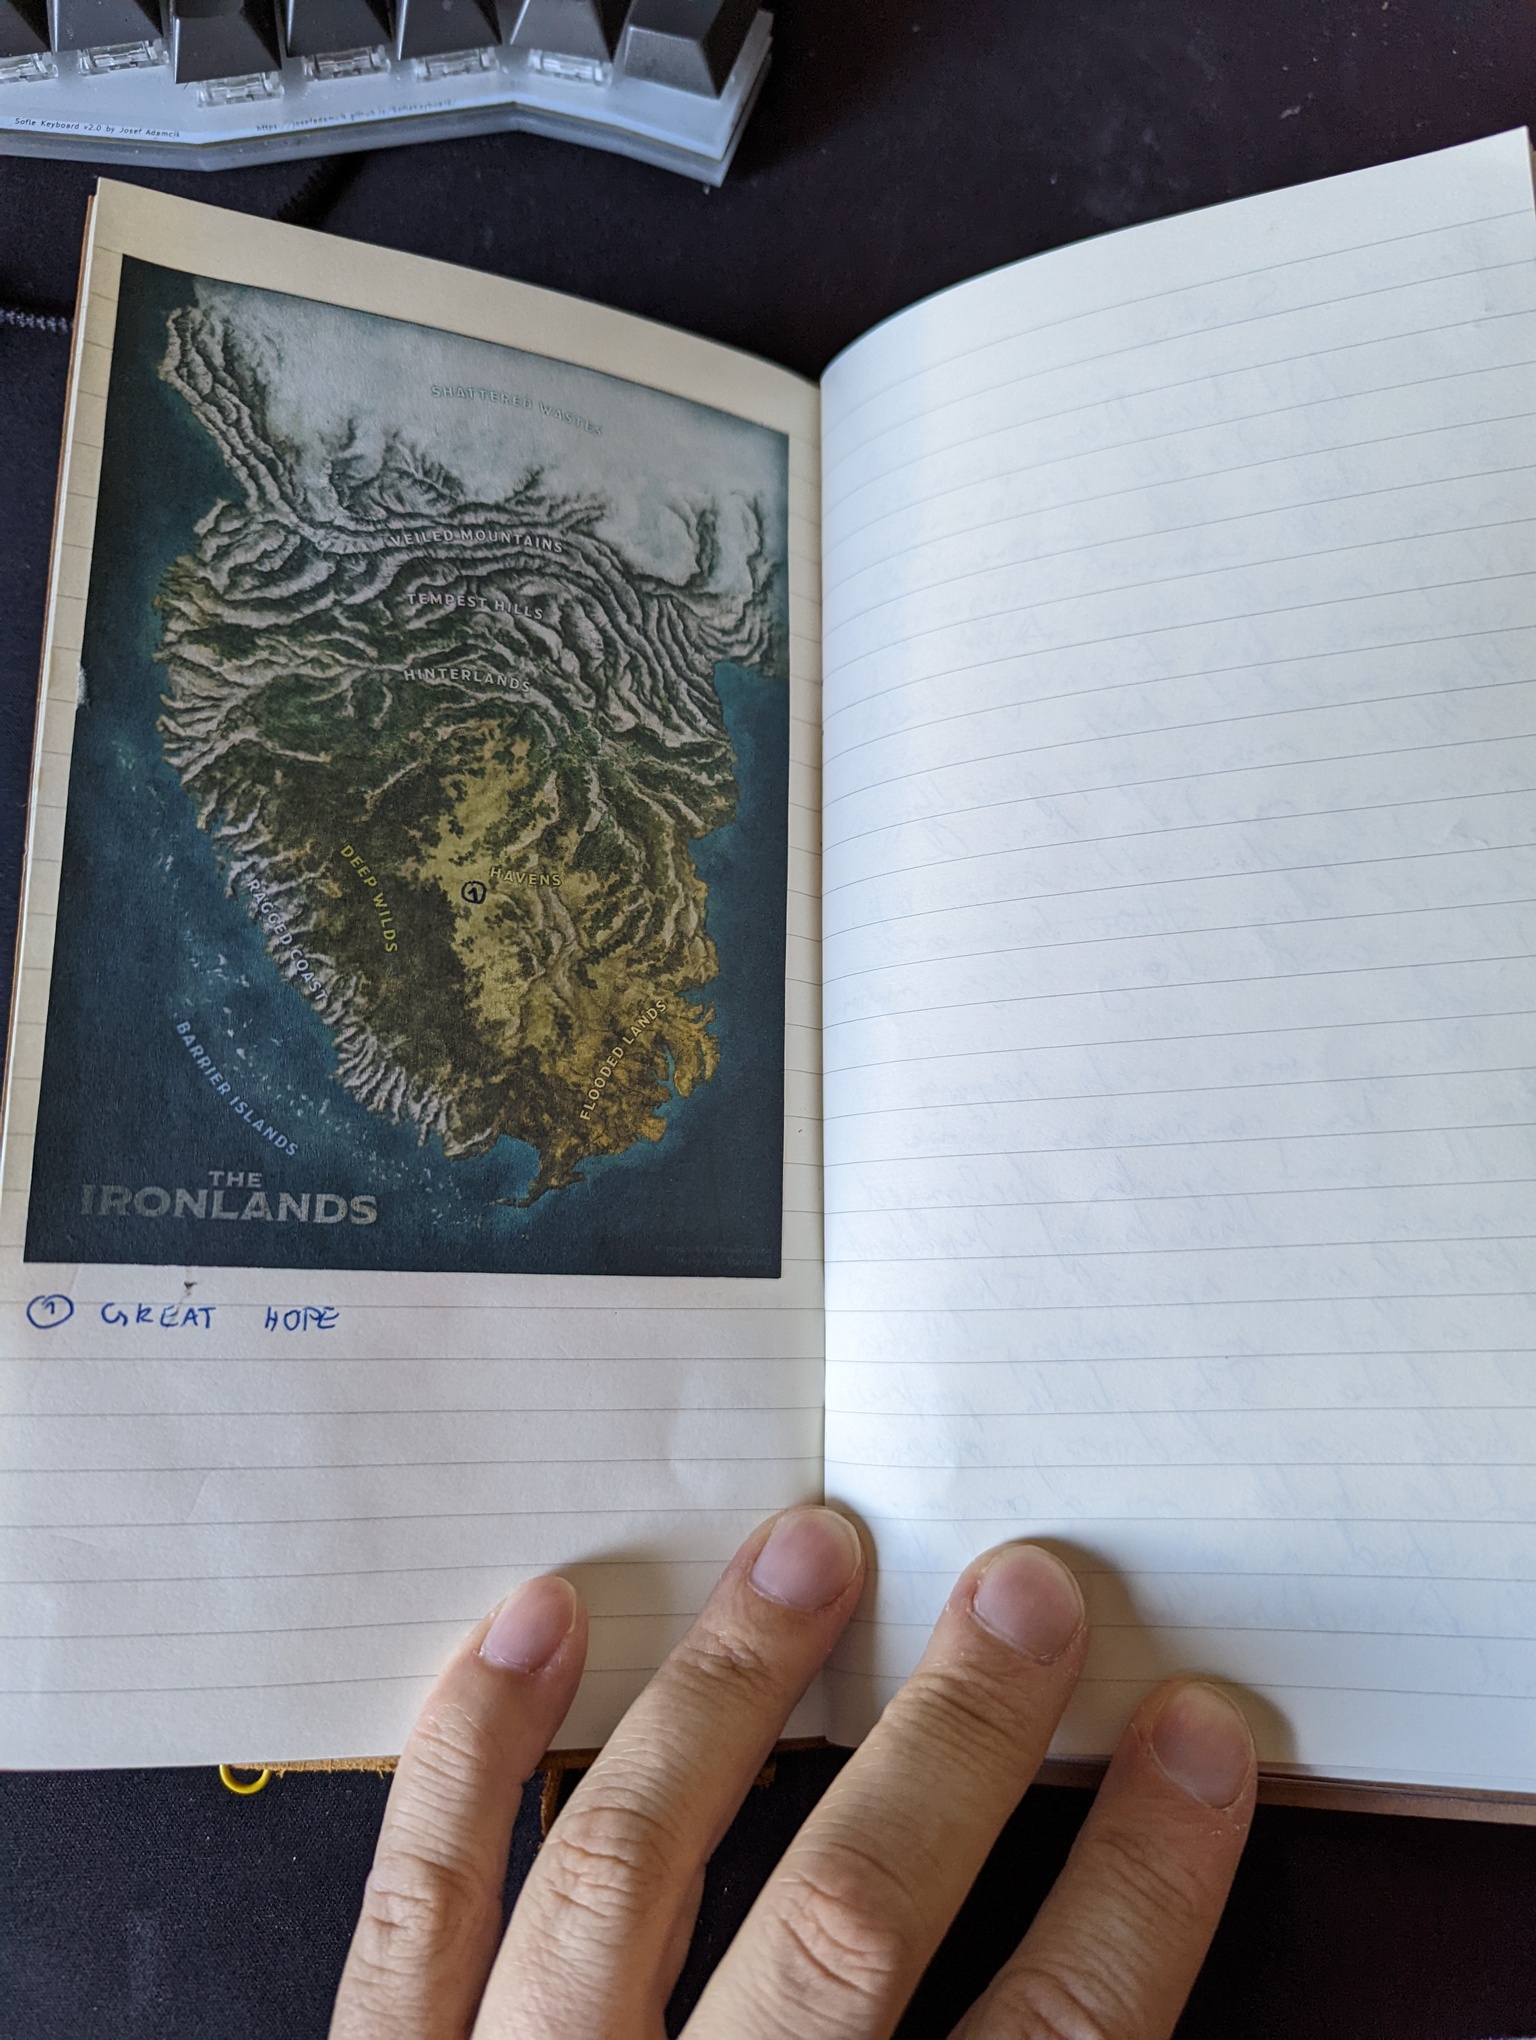 Sofle Keyboard v2.0 by Josef Adamcik
https://josefadamcik.github.io/SofleKeyboard/
SHATTERED WASTES
VEILED MOUNTAINS
TEMPEST HILLS
HINTERLANDS
DEEP WILDS
HAVENS
1
RAGGED COAST
FLOODED LANDS
BARRIER ISLANDS
THE
IRONLANDS
1 GREAT HOPE